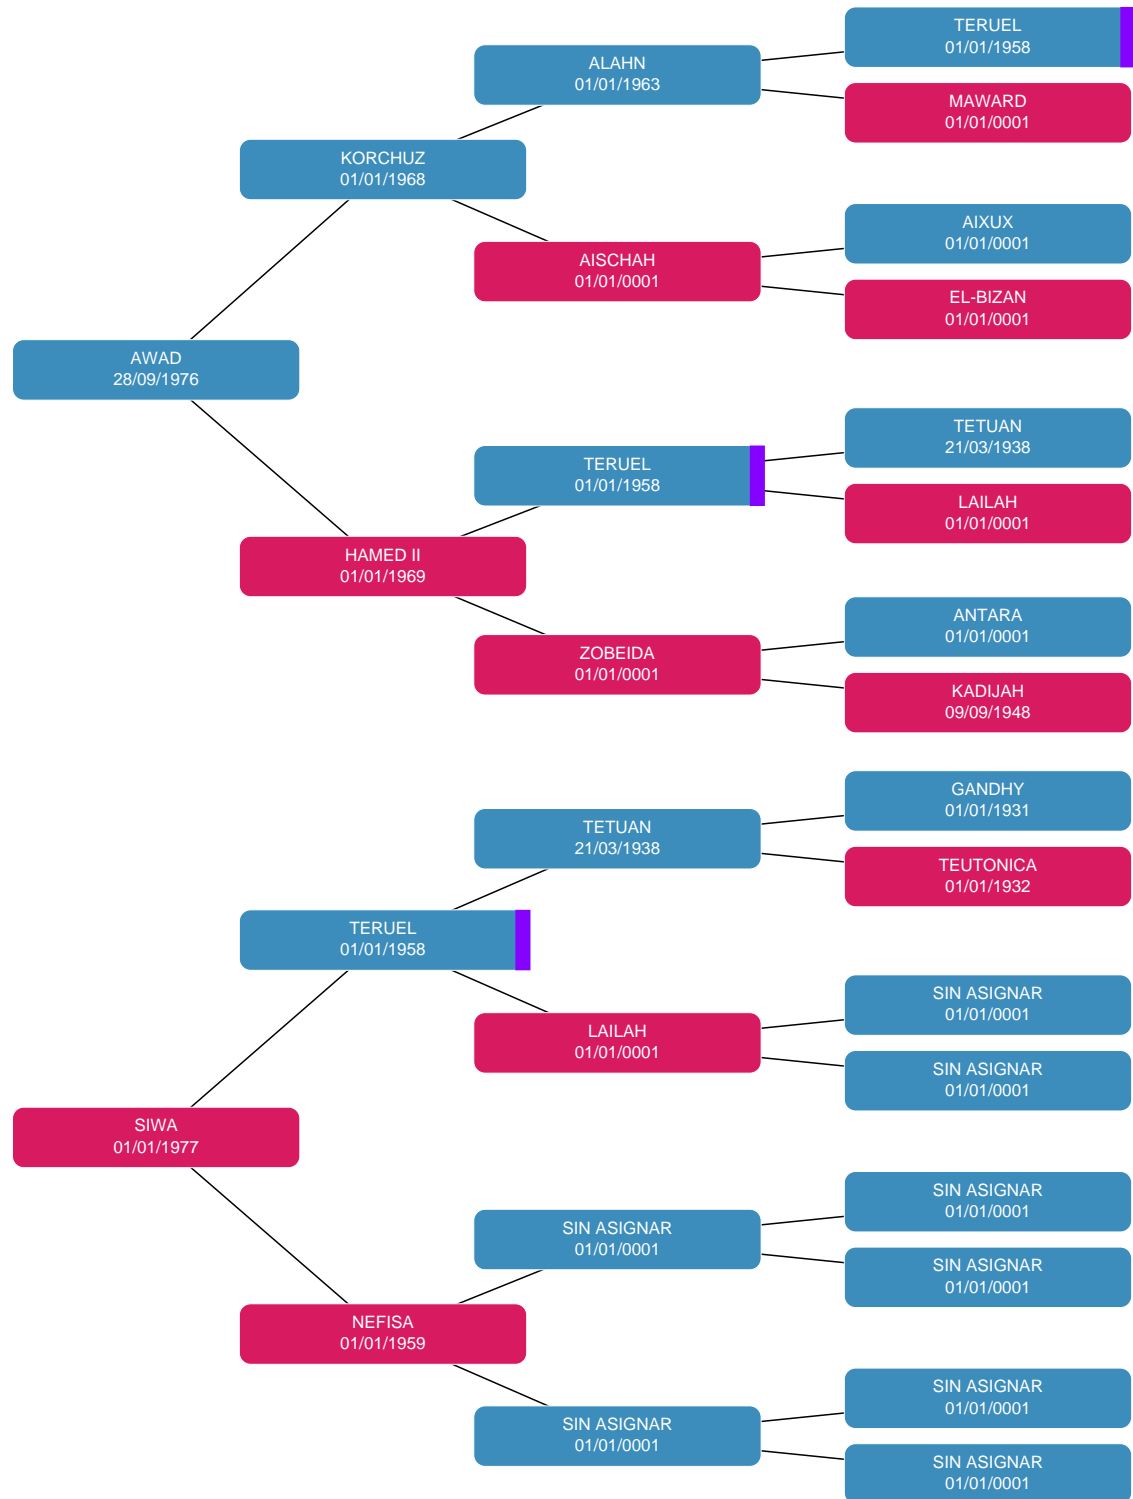 TERUEL
01/01/1958
ALAHN
01/01/1963
MAWARD
01/01/0001
KORCHUZ
01/01/1968
AIXUX
01/01/0001
AISCHAH
01/01/0001
EL-BIZAN
01/01/0001
AWAD
28/09/1976
TETUAN
21/03/1938
TERUEL
01/01/1958
LAILAH
01/01/0001
HAMED II
01/01/1969
ANTARA
01/01/0001
ZOBEIDA
01/01/0001
KADIJAH
09/09/1948
GANDHY
01/01/1931
TETUAN
21/03/1938
TEUTONICA
01/01/1932
TERUEL
01/01/1958
SIN ASIGNAR
01/01/0001
LAILAH
01/01/0001
SIN ASIGNAR
01/01/0001
SIWA
01/01/1977
SIN ASIGNAR
01/01/0001
SIN ASIGNAR
01/01/0001
SIN ASIGNAR
01/01/0001
NEFISA
01/01/1959
SIN ASIGNAR
01/01/0001
SIN ASIGNAR
01/01/0001
SIN ASIGNAR
01/01/0001